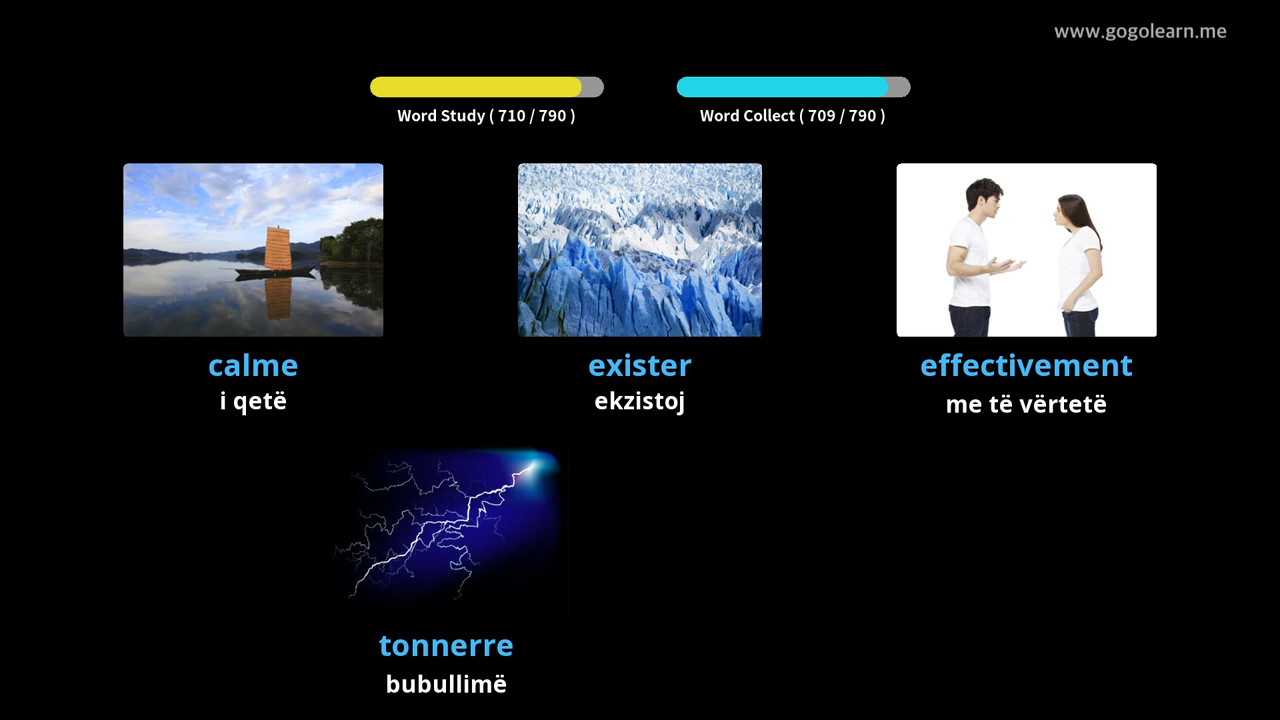 www.gogolearn.me
Word Study ( 710 / 790 )
Word Collect ( 709 / 790 )
calme
i qetë
exister
ekzistoj
effectivement
me të vërtetë
tonnerre
bubullimë